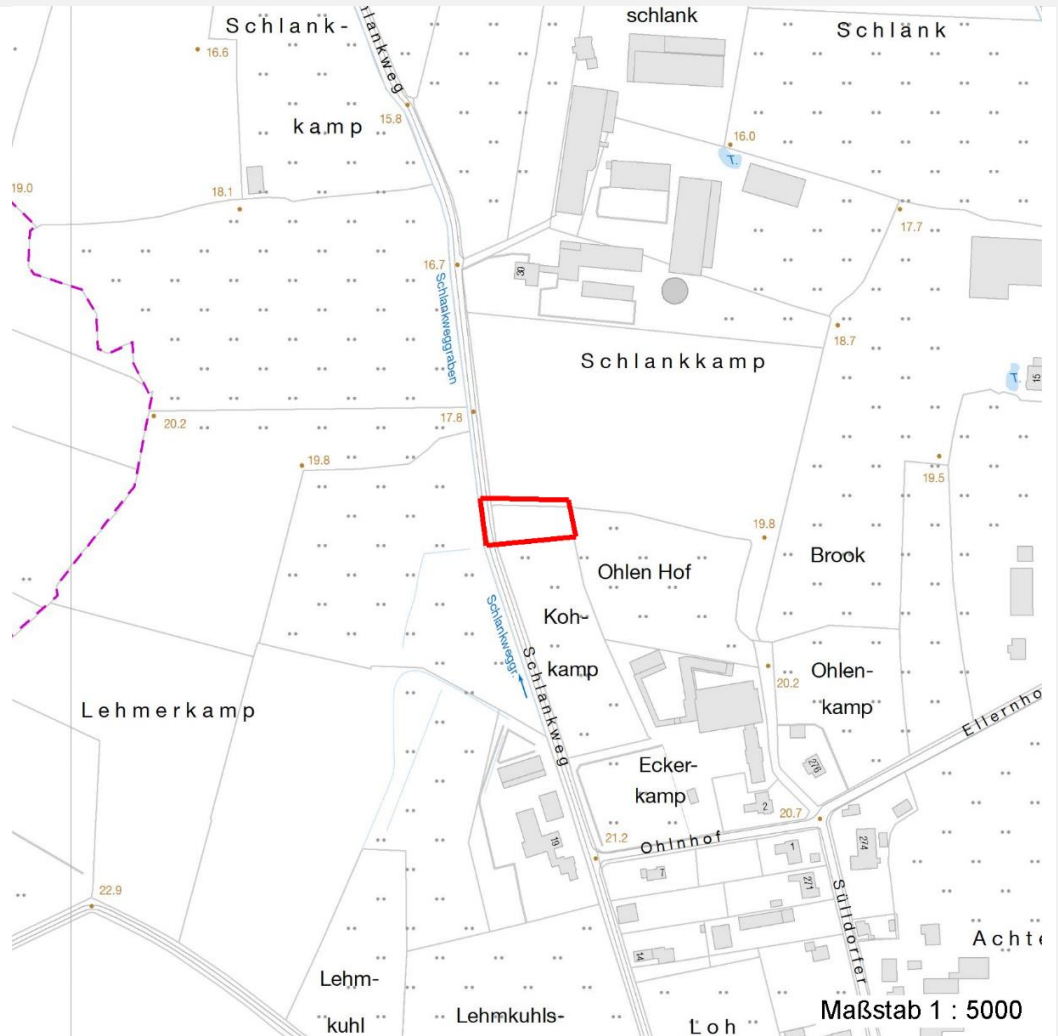 Schlank-
kamp
rlankweg
schlank
Schlank
16.6
15.8
16.0
T.
19.0
18.1
17.7
16.7
30
Schlankweggraben
18.7
Schlankkamp
T.
15
20.2
17.8
19.8
19.5
19.8
Brook
Ohlen Hof
Koh-
kamp
Schlankweggr.
Schlankweg
20.2
Ohlen-
kamp
Lehmerkamp
Ellernho
Ecker-
kamp
276
2
20.7
Ohlnhof
21.2
19
1
274
7
271
Sülldorfer
22.9
14
Achte
Lehm-
kuhl
Lehmkuhls-
Loh
Maßstab 1 : 5000